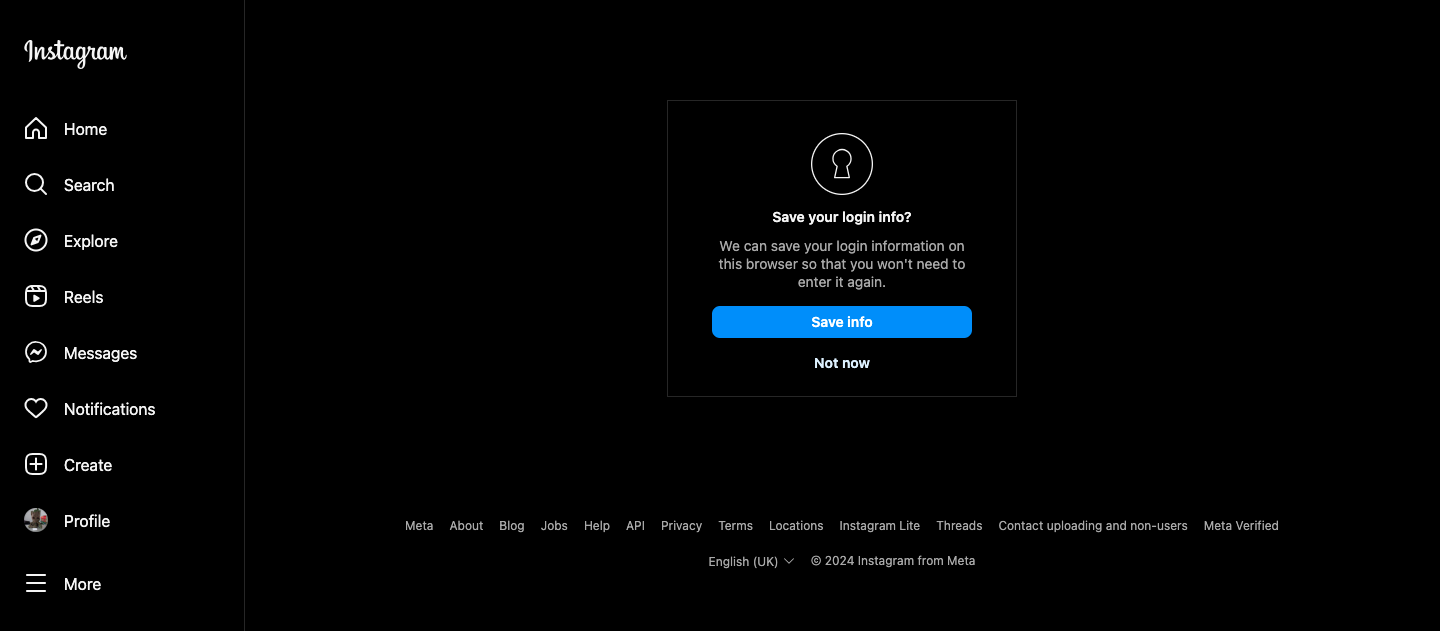 Instagram
Home
Search
Explore
Reels
Messages
Notifications
Create
Profile
More
Save your login info?
We can save your login information on
this browser so that you won't need to
enter it again.
Save info
Not now
Meta About Blog Jobs Help API Privacy Terms Locations Instagram Lite Threads Contact uploading and non-users Meta Verified
English (UK) © 2024 Instagram from Meta